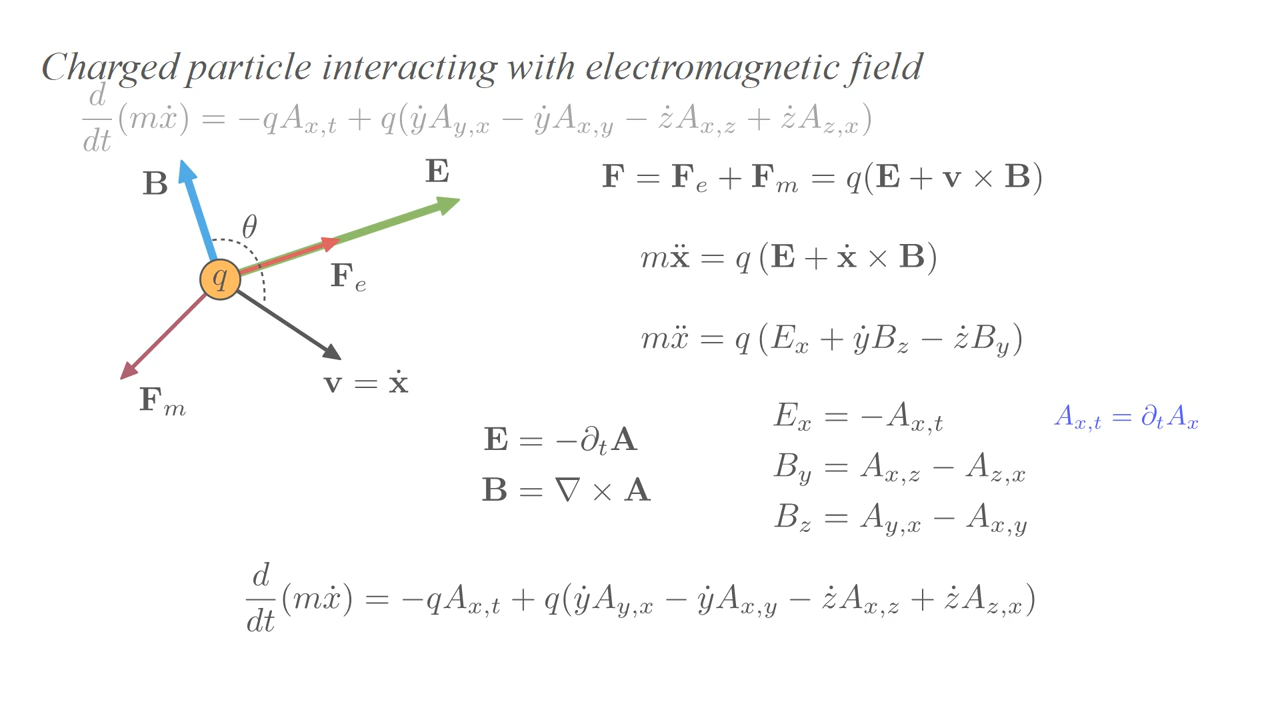 Charged particle interacting with electromagnetic field
d/dt (mẋ) = −qA_{x,t} + q(ẏA_{y,x} − ẏA_{x,y} − żA_{x,z} + żA_{z,x})
B
E
θ
q
F_e
F_m
v = ẋ
F = F_e + F_m = q(E + v × B)
mẍ = q (E + ẋ × B)
mẍ = q (E_x + ẏB_z − żB_y)
E = −∂_t A
B = ∇ × A
E_x = −A_{x,t}
A_{x,t} = ∂_t A_x
B_y = A_{x,z} − A_{z,x}
B_z = A_{y,x} − A_{x,y}
d/dt (mẋ) = −qA_{x,t} + q(ẏA_{y,x} − ẏA_{x,y} − żA_{x,z} + żA_{z,x})